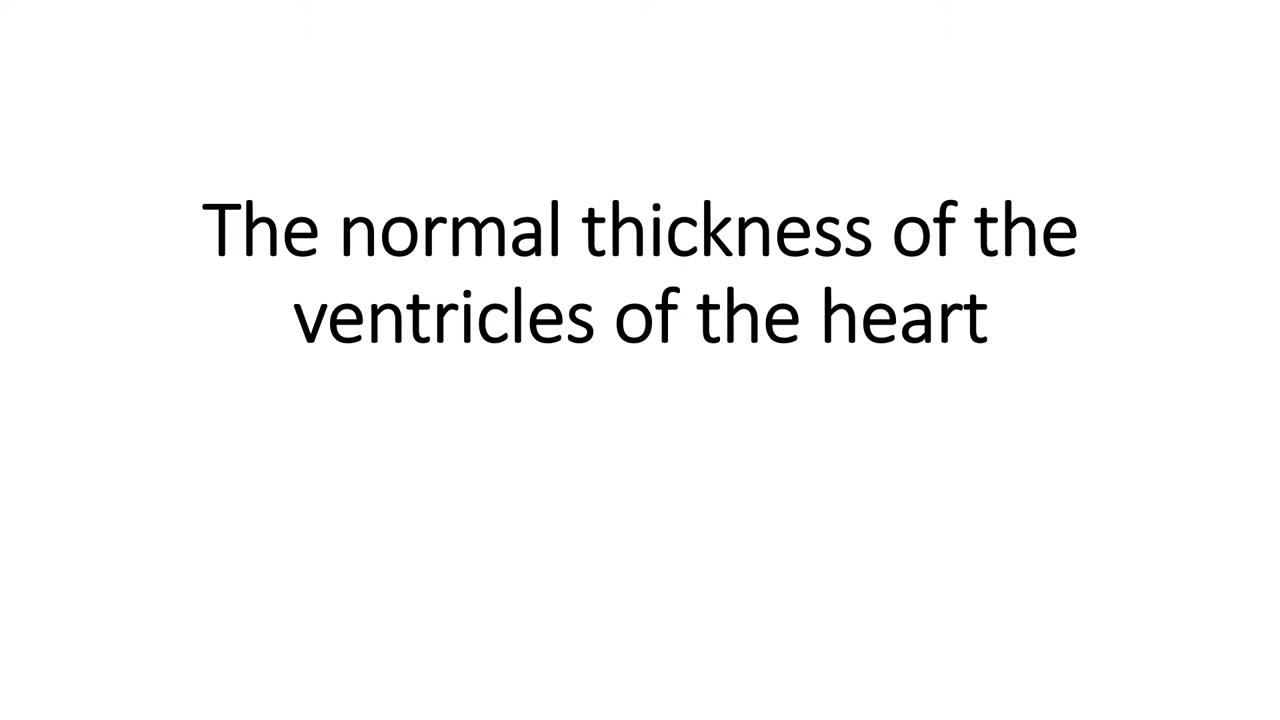 The normal thickness of the
ventricles of the heart